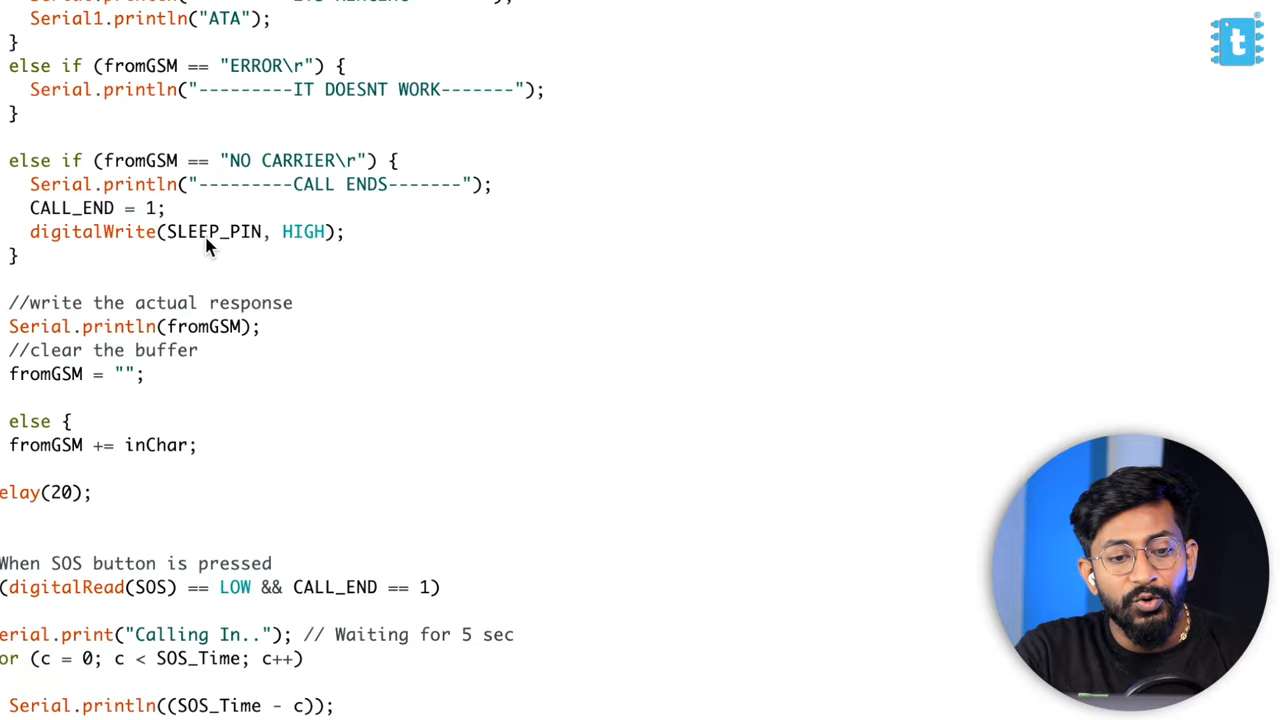 Serial1.println("ATA");
}
else if (fromGSM == "ERROR\r") {
Serial.println("---------IT DOESNT WORK-------");
}
else if (fromGSM == "NO CARRIER\r") {
Serial.println("---------CALL ENDS-------");
CALL_END = 1;
digitalWrite(SLEEP_PIN, HIGH);
}
//write the actual response
Serial.println(fromGSM);
//clear the buffer
fromGSM = "";
else {
fromGSM += inChar;
elay(20);
When SOS button is pressed
(digitalRead(SOS) == LOW && CALL_END == 1)
erial.print("Calling In.."); // Waiting for 5 sec
or (c = 0; c < SOS_Time; c++)
Serial.println((SOS_Time - c));
t